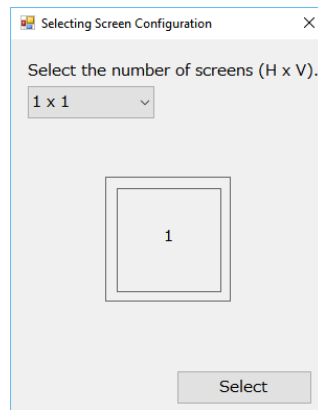 Selecting Screen Configuration
Select the number of screens (H x V).
1 x 1
1
Select